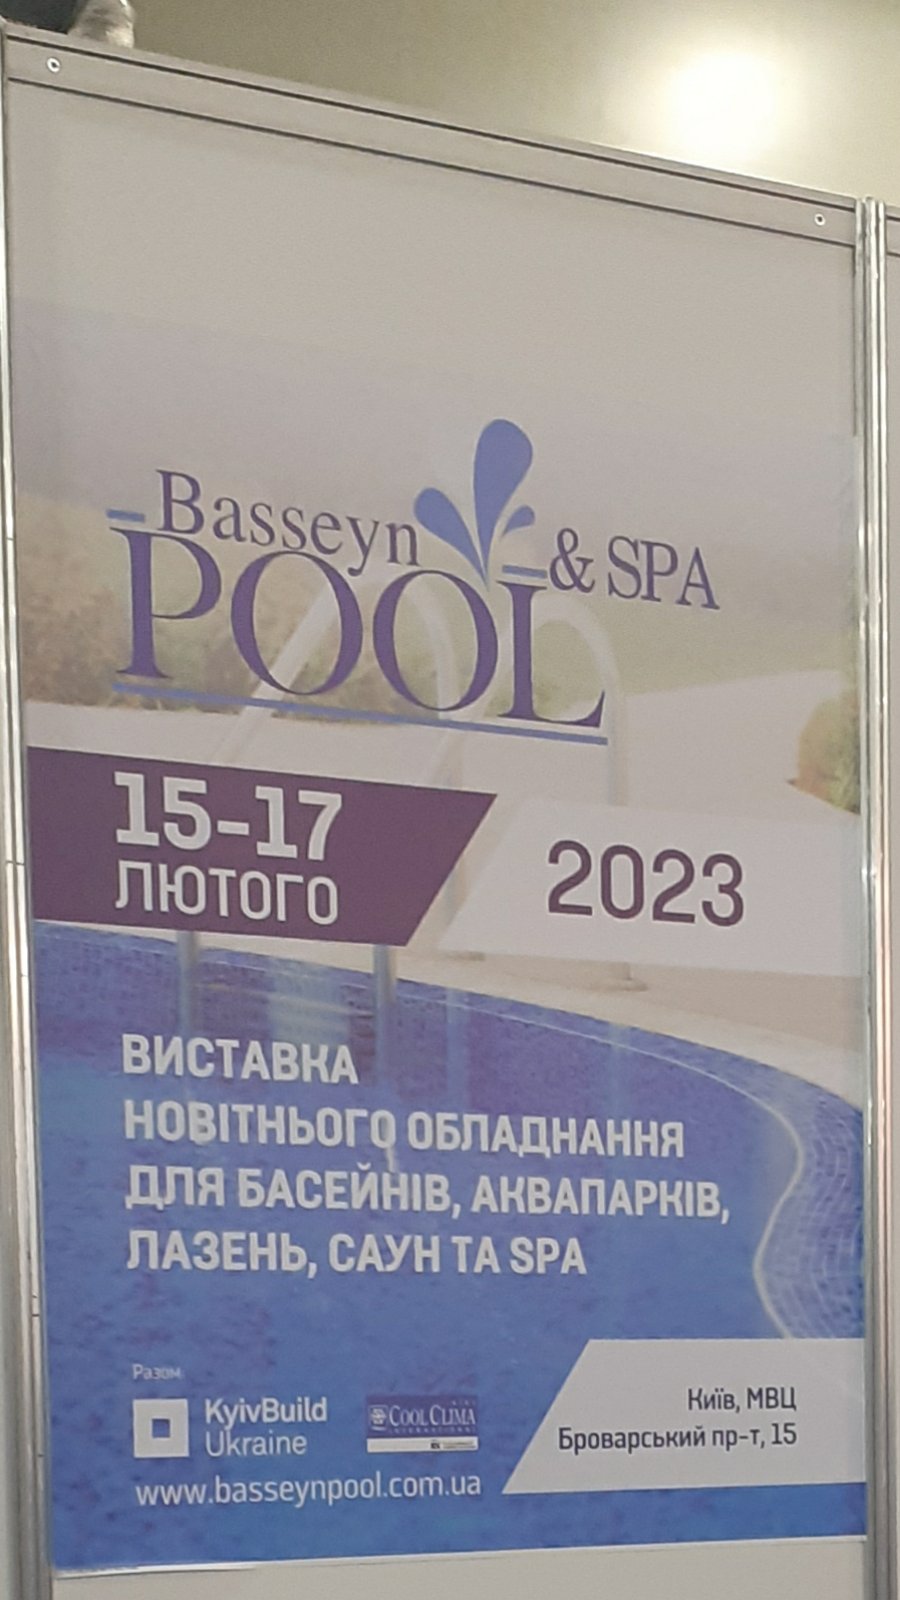 Basseyn
POOL & SPA
15-17
ЛЮТОГО
2023
ВИСТАВКА
НОВІТНЬОГО ОБЛАДНАННЯ
ДЛЯ БАСЕЙНІВ, АКВАПАРКІВ,
ЛАЗЕНЬ, САУН ТА SPA
Разом
KyivBuild
Ukraine
COOL CLIMA
INTERNATIONAL
www.basseynpool.com.ua
Київ, МВЦ
Броварський пр-т, 15